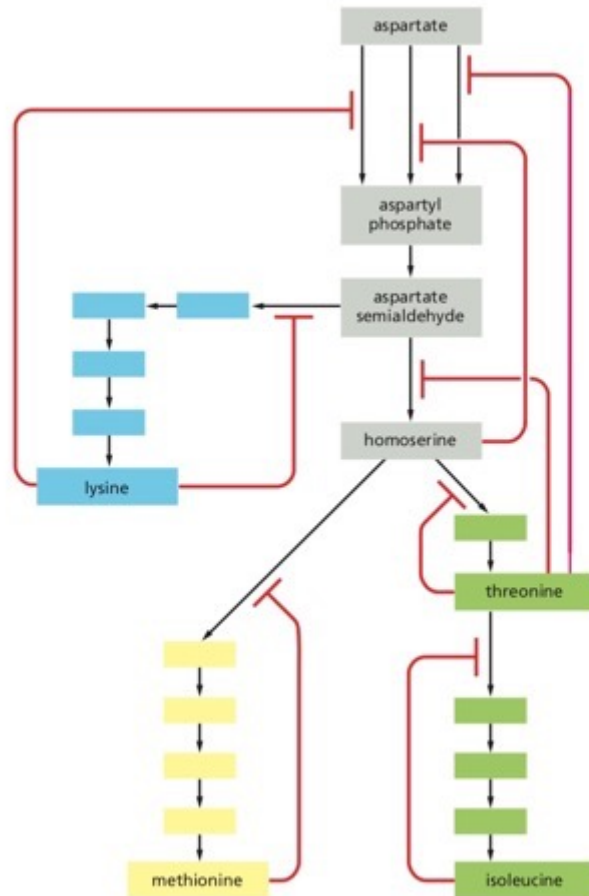 aspartate
aspartyl
phosphate
aspartate
semialdehyde
homoserine
lysine
threonine
methionine
isoleucine